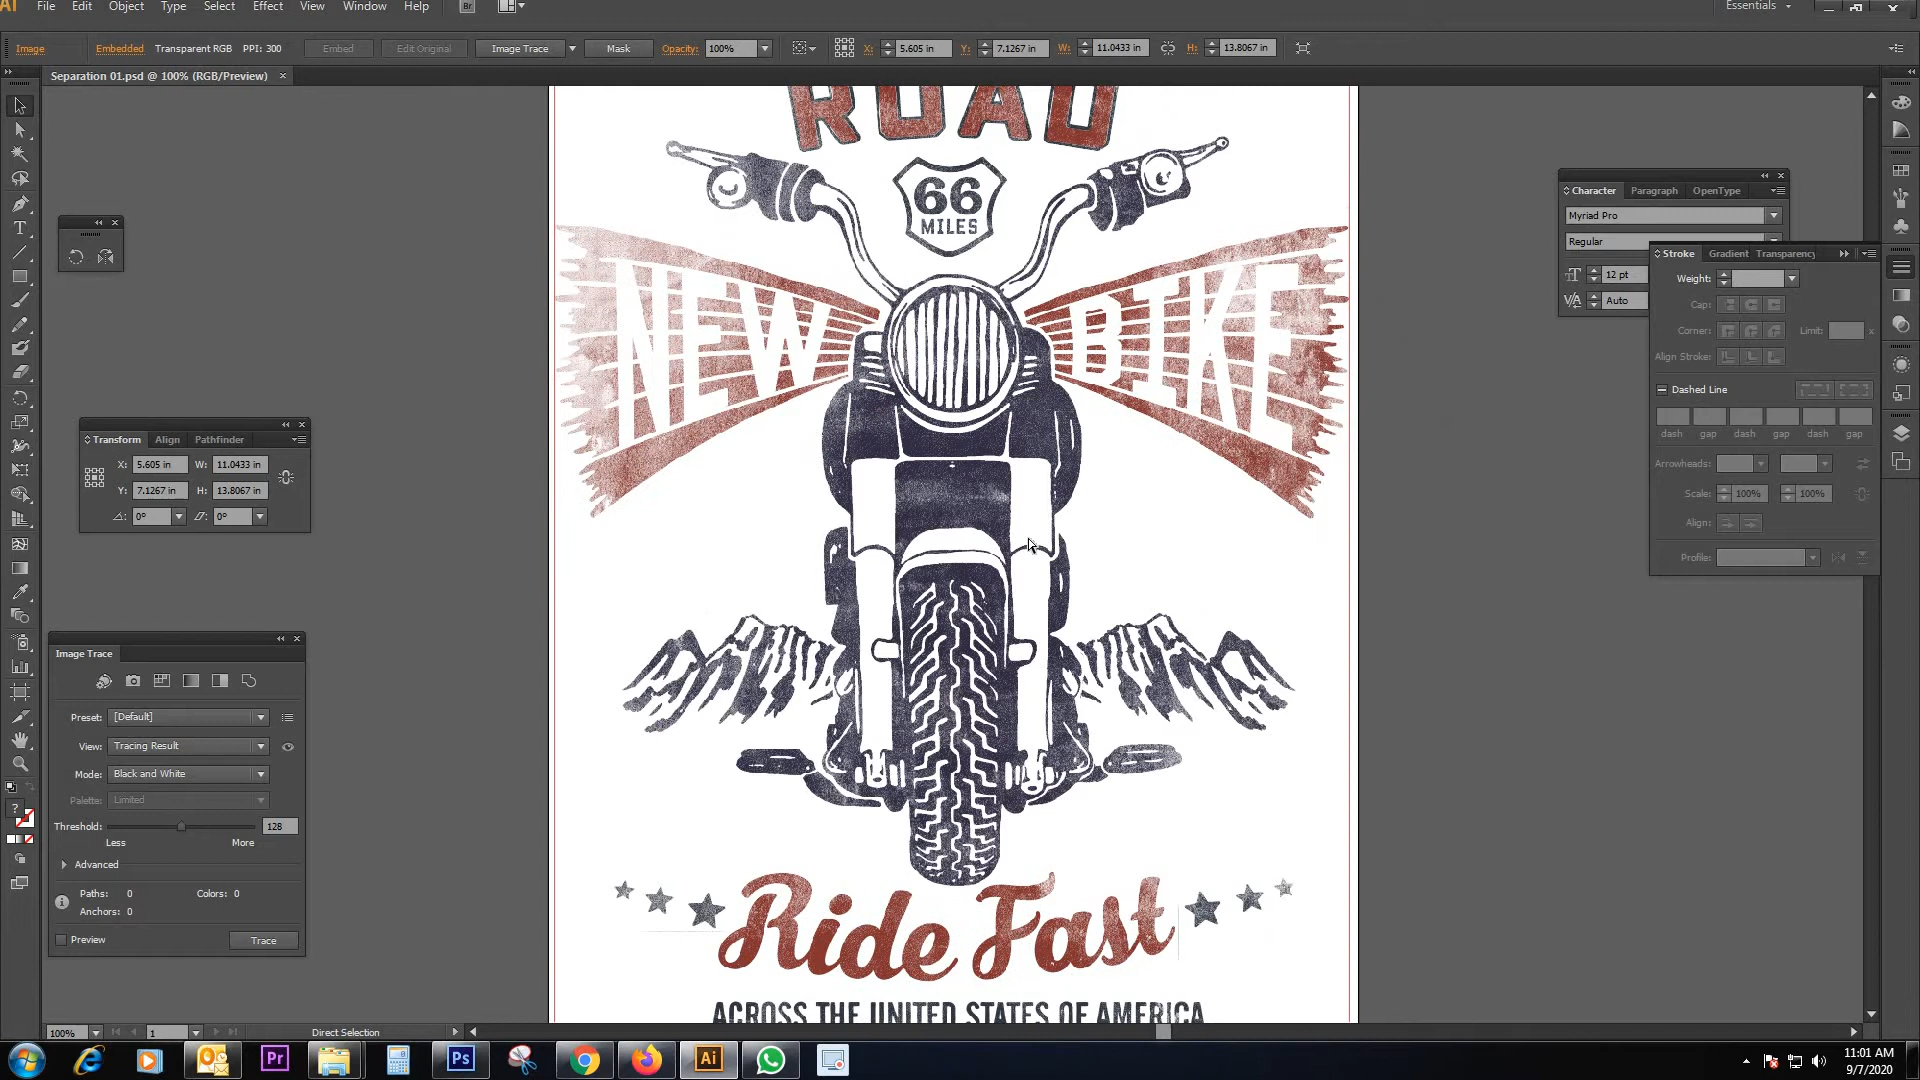 Ai File Edit Object Type Select Effect View Window Help Br Essentials
Image Embedded Transparent RGB PPI: 300 Embed Edit Original Image Trace Mask Opacity: 100% X: 5.605 in Y: 7.1267 in W: 11.0433 in H: 13.8067 in
Separation 01.psd @ 100% (RGB/Preview)
ROAD
66
MILES
NEW BIKE
Ride Fast
ACROSS THE UNITED STATES OF AMERICA
Transform Align Pathfinder
X: 5.605 in W: 11.0433 in
Y: 7.1267 in H: 13.8067 in
0° 0°
Image Trace
Preset: [Default]
View: Tracing Result
Mode: Black and White
Palette: Limited
Threshold: 128
Less More
Advanced
Paths: 0 Colors: 0
Anchors: 0
Preview Trace
Character Paragraph OpenType
Myriad Pro
Regular
12 pt
Auto
Stroke Gradient Transparency
Weight:
Cap:
Corner: Limit: x
Align Stroke:
Dashed Line
dash gap dash gap dash gap
Arrowheads:
Scale: 100% 100%
Align:
Profile:
100% 1 Direct Selection
Pr Ps Ai
11:01 AM
9/7/2020